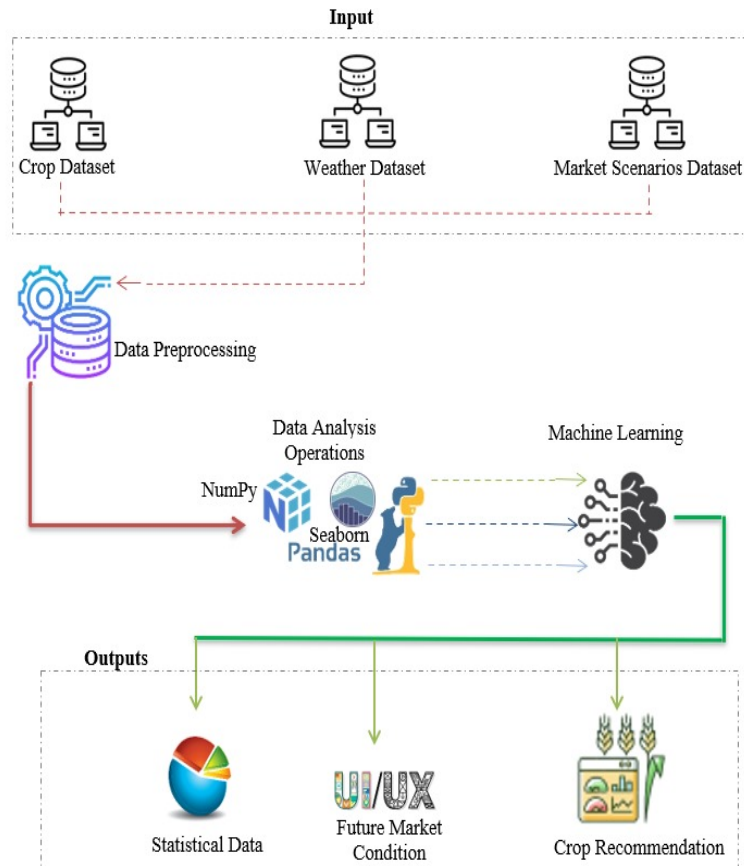 Input
Crop Dataset
Weather Dataset
Market Scenarios Dataset
Data Preprocessing
Data Analysis
Operations
Machine Learning
NumPy
Seaborn
Pandas
Outputs
UI/UX
Statistical Data
Future Market
Condition
Crop Recommendation